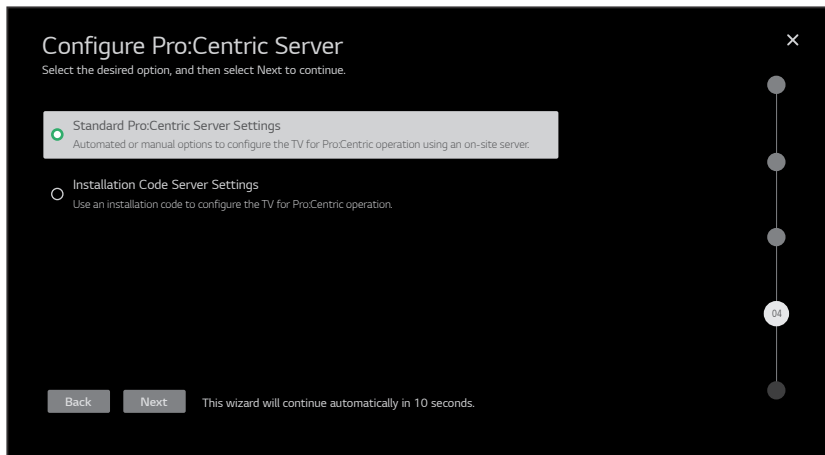 Configure Pro:Centric Server
Select the desired option, and then select Next to continue.
Standard Pro:Centric Server Settings
Automated or manual options to configure the TV for Pro:Centric operation using an on-site server.
Installation Code Server Settings
Use an installation code to configure the TV for Pro:Centric operation.
04
Back Next This wizard will continue automatically in 10 seconds.